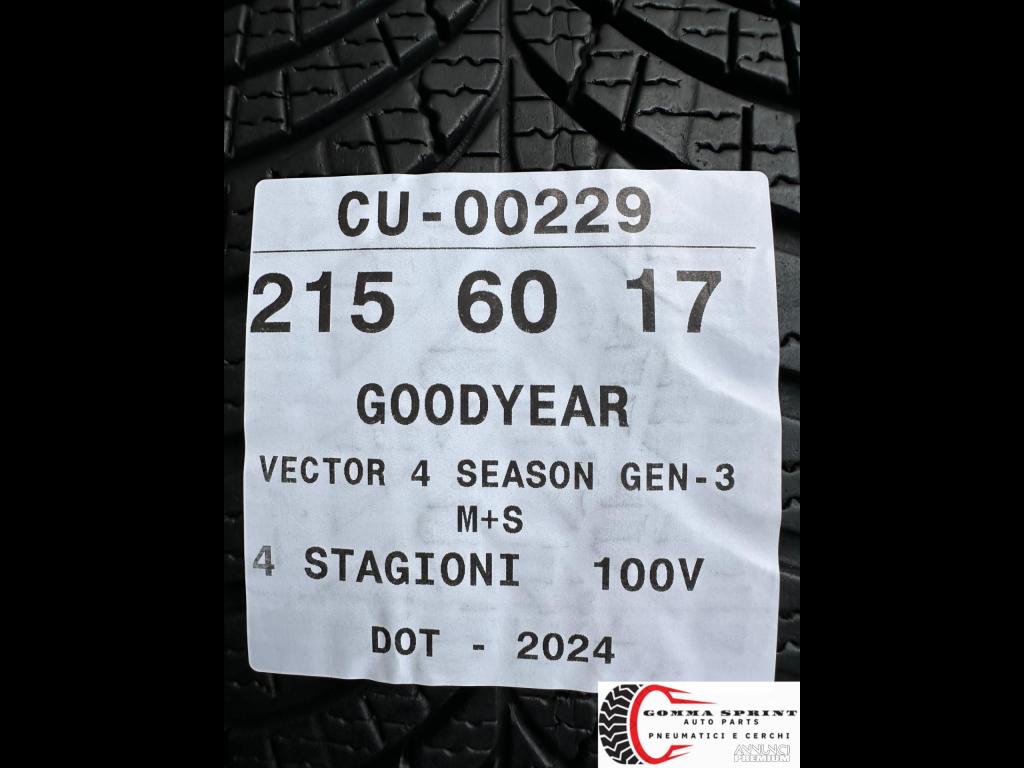 CU-00229
215 60 17
GOODYEAR
VECTOR 4 SEASON GEN-3
M+S
4 STAGIONI 100V
DOT - 2024
GOMMA SPRINT
AUTO PARTS
PNEUMATICI E CERCHI
ANNUNCI
PREMIUM